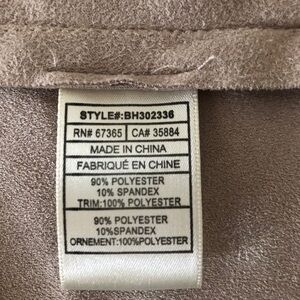 STYLE#:BH302336
RN# 67365 CA# 35884
MADE IN CHINA
FABRIQUÉ EN CHINE
90% POLYESTER
10% SPANDEX
TRIM:100% POLYESTER
90% POLYESTER
10%SPANDEX
ORNEMENT:100%POLYESTER